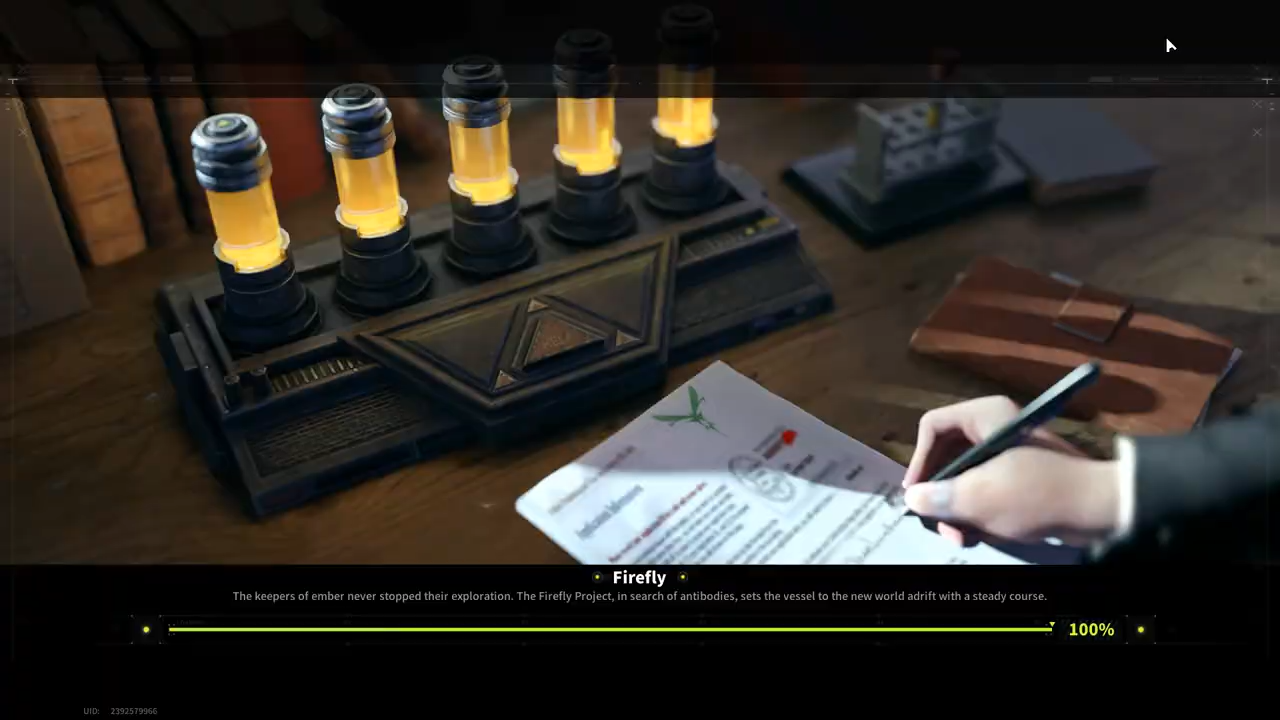 Firefly
The keepers of ember never stopped their exploration. The Firefly Project, in search of antibodies, sets the vessel to the new world adrift with a steady course.
100%
UID: 2392579966